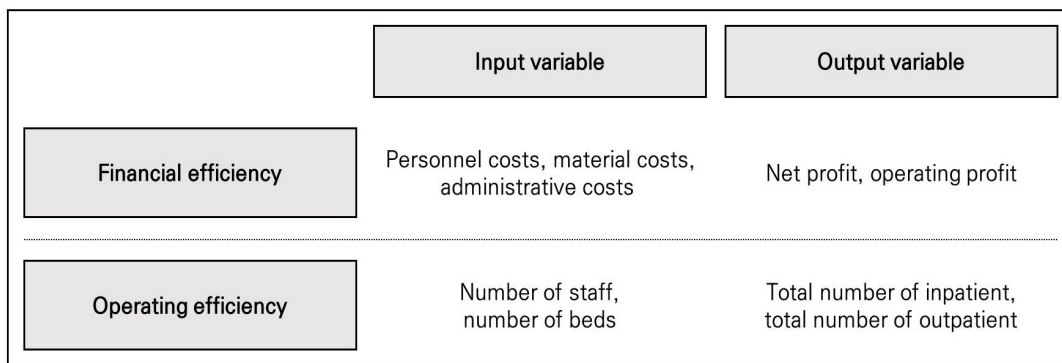 Input variable
Output variable
Financial efficiency
Personnel costs, material costs,
administrative costs
Net profit, operating profit
Operating efficiency
Number of staff,
number of beds
Total number of inpatient,
total number of outpatient